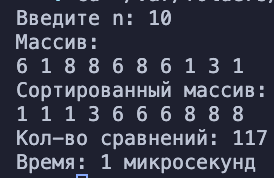 Введите n: 10
Массив:
6 1 8 8 6 8 6 1 3 1
Сортированный массив:
1 1 1 3 6 6 6 8 8 8
Кол-во сравнений: 117
Время: 1 микросекунд